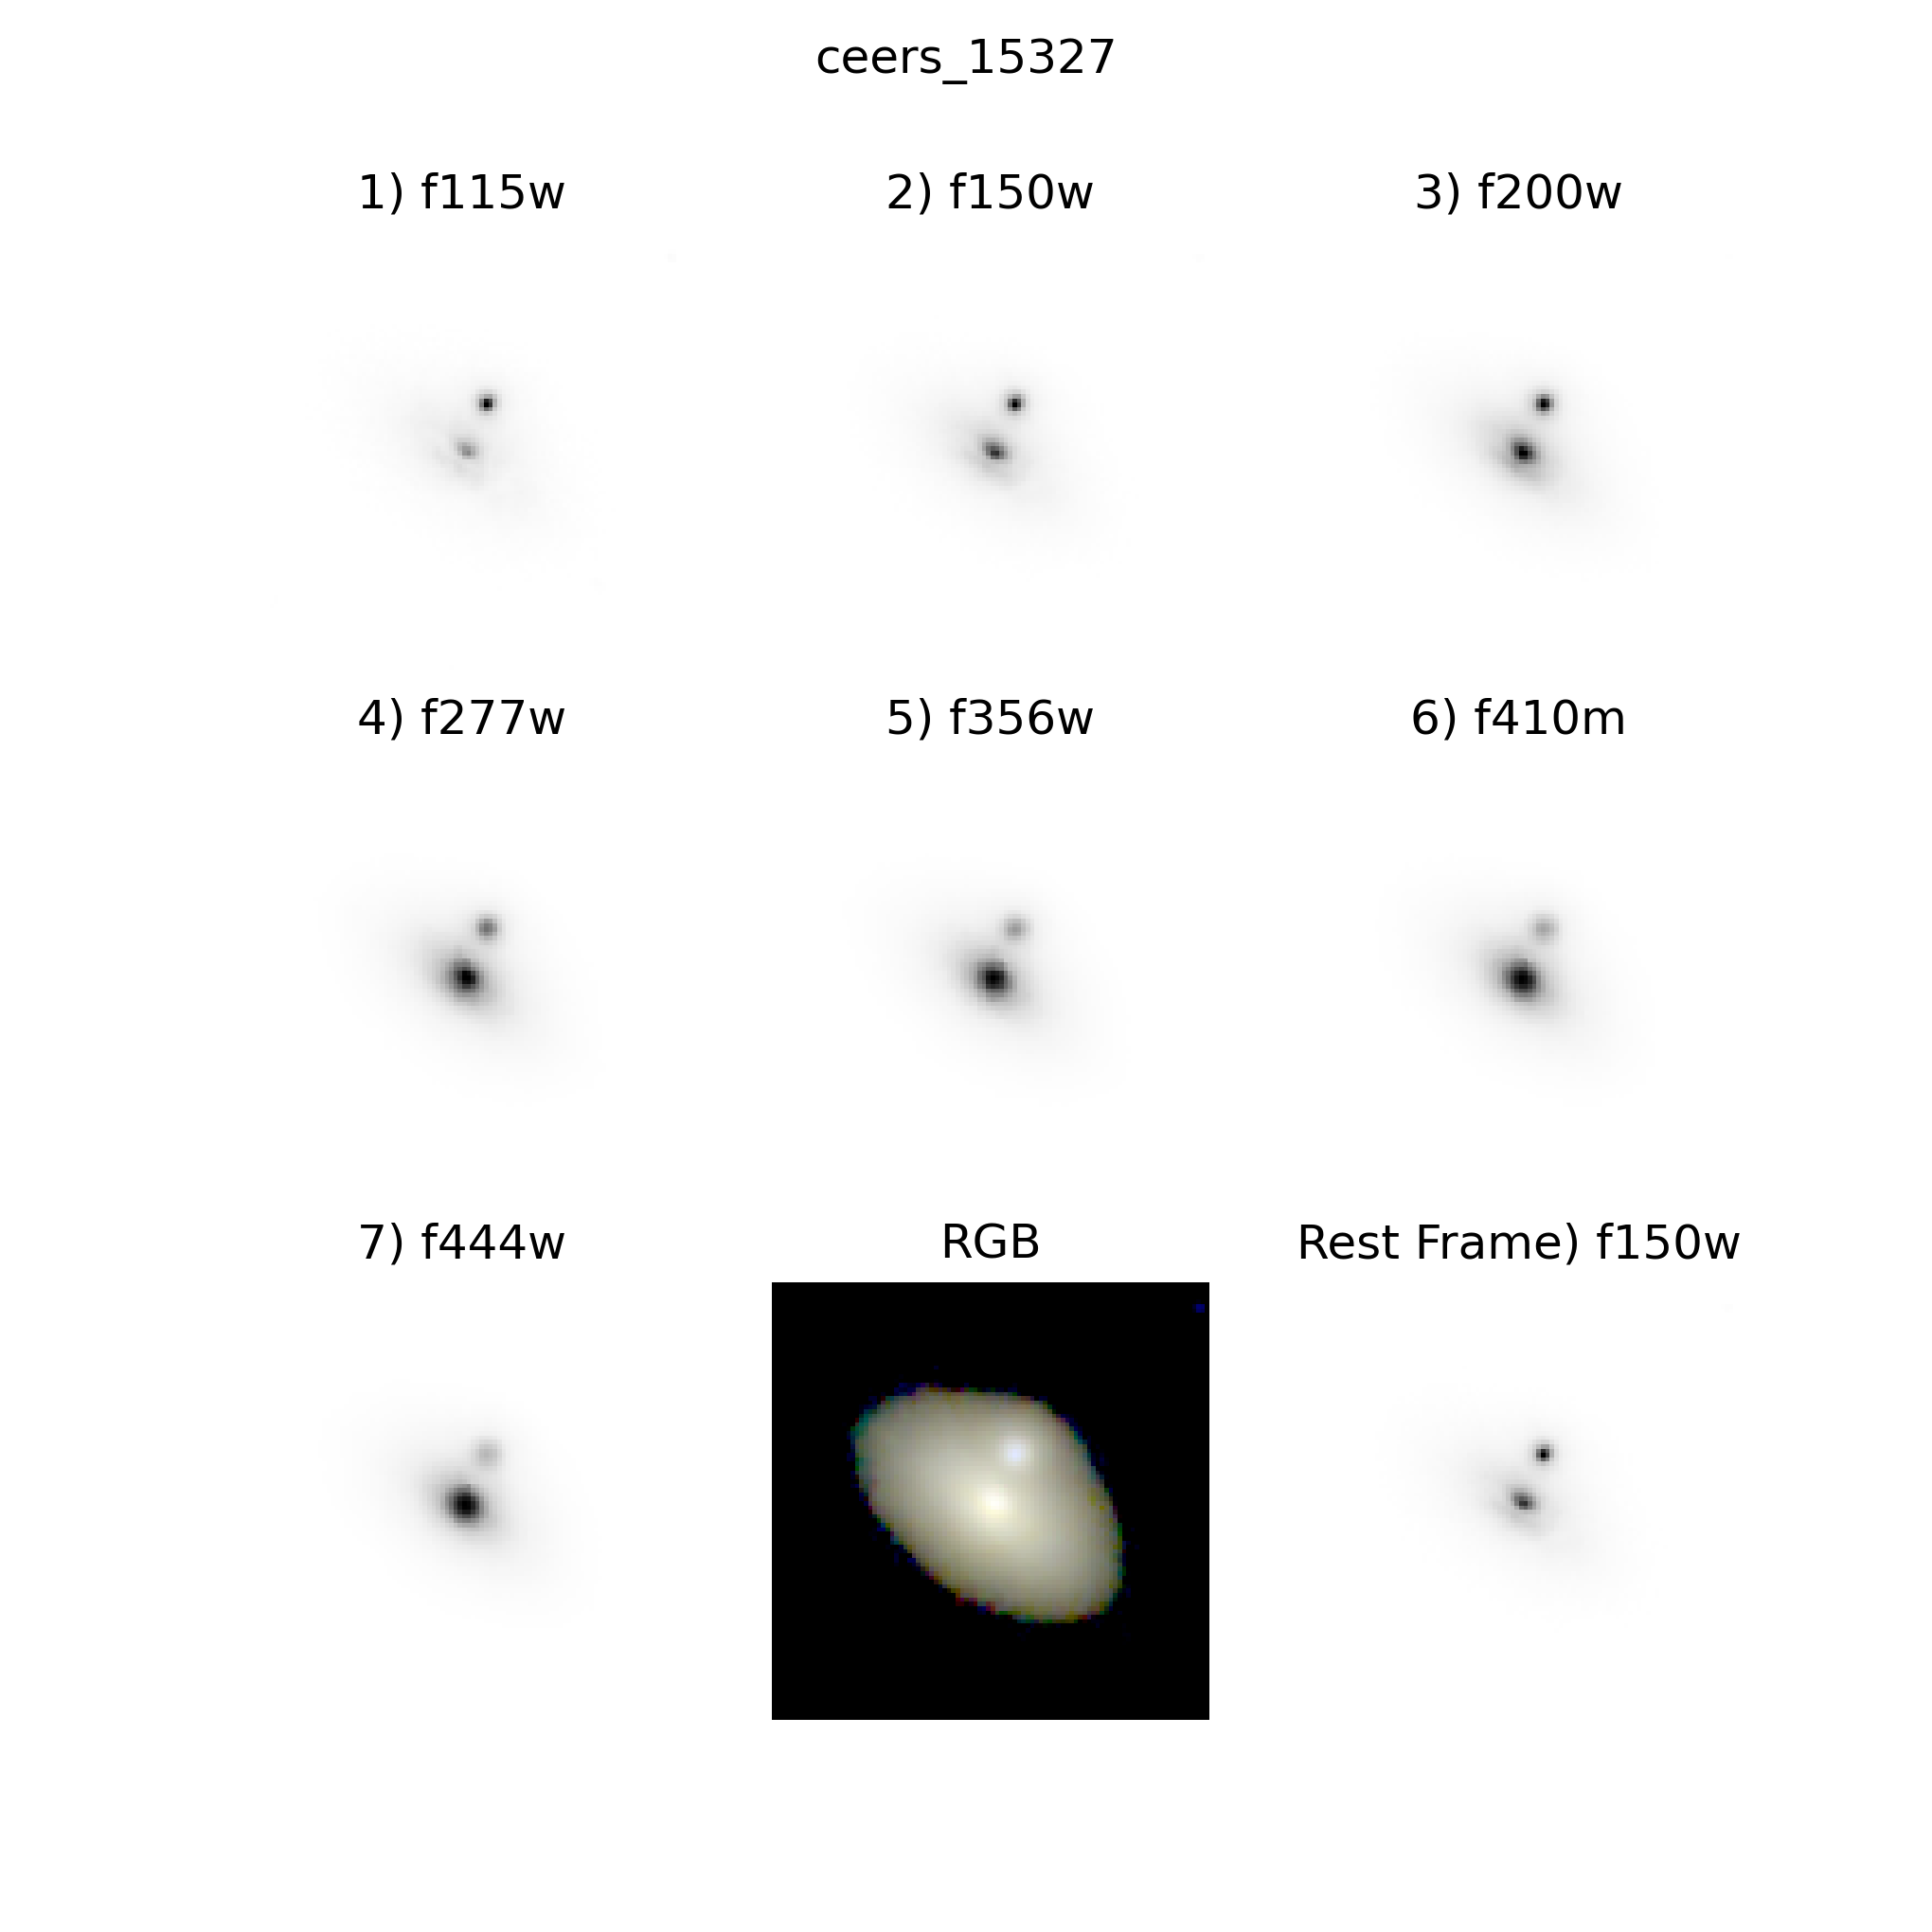 ceers_15327
1) f115w
2) f150w
3) f200w
4) f277w
5) f356w
6) f410m
7) f444w
RGB
Rest Frame) f150w